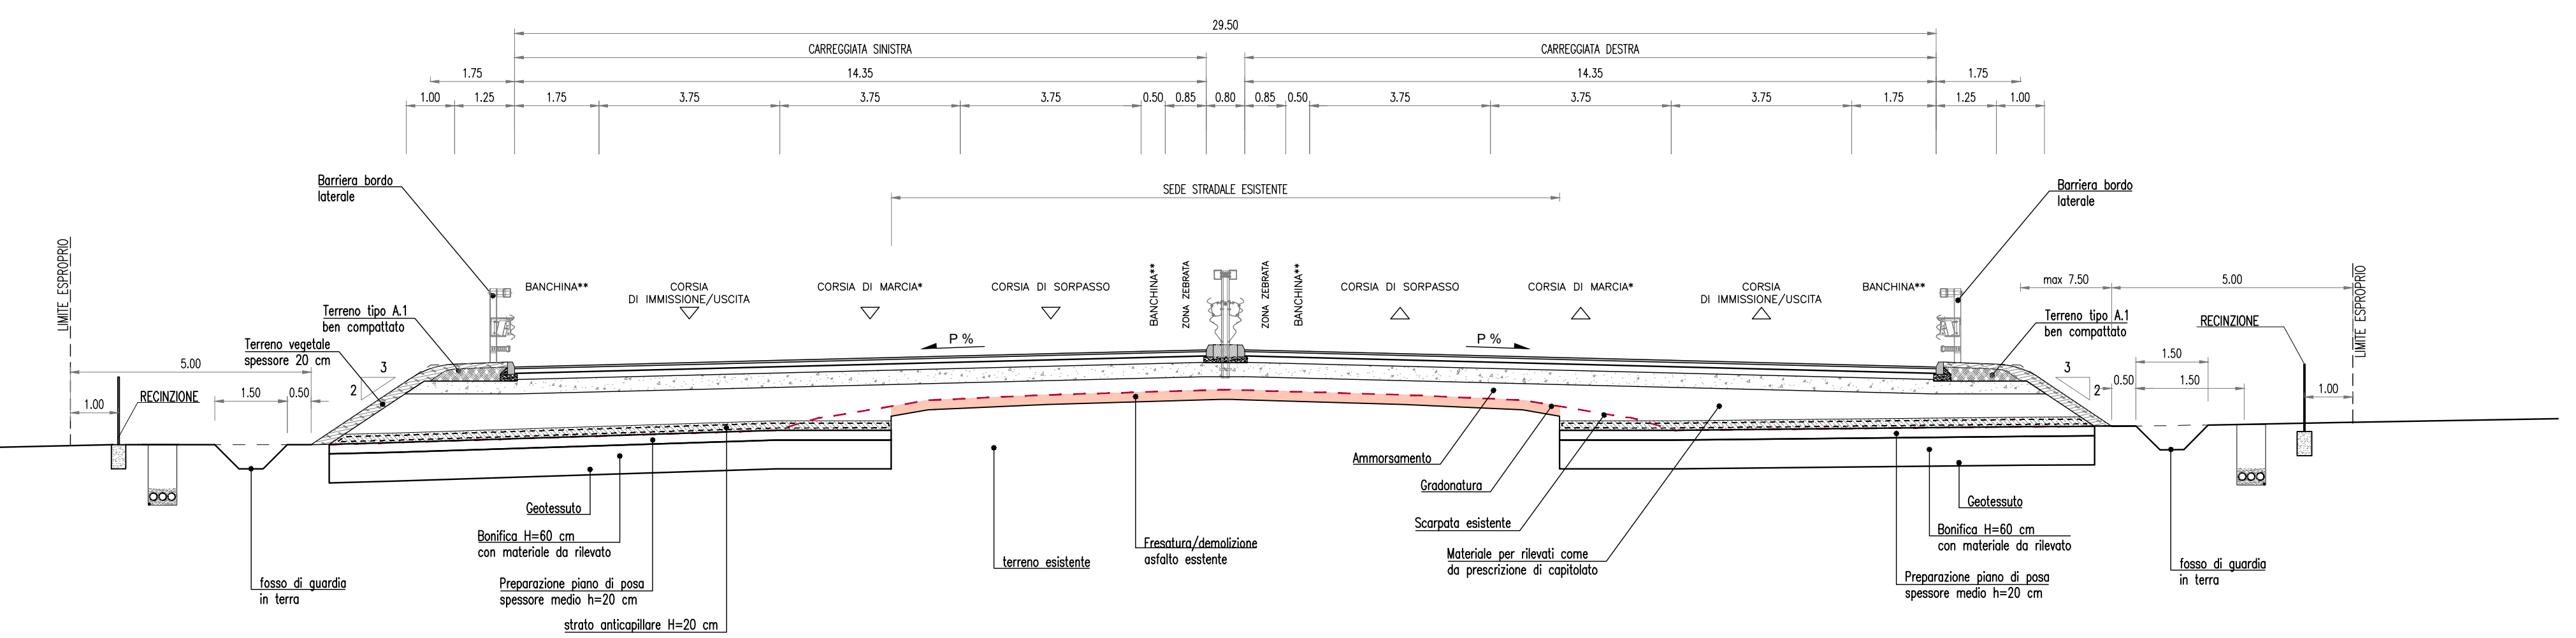 29.50
CARREGGIATA SINISTRA
CARREGGIATA DESTRA
1.75
14.35
14.35
1.75
1.00
1.25
1.75
3.75
3.75
3.75
0.50
0.85
0.80
0.85
0.50
3.75
3.75
3.75
1.75
1.25
1.00
Barriera bordo
laterale
SEDE STRADALE ESISTENTE
Barriera bordo
laterale
LIMITE ESPROPRIO
BANCHINA**
CORSIA
DI IMMISSIONE/USCITA
CORSIA DI MARCIA*
CORSIA DI SORPASSO
BANCHINA**
ZONA ZEBRATA
ZONA ZEBRATA
BANCHINA**
CORSIA DI SORPASSO
CORSIA DI MARCIA*
CORSIA
DI IMMISSIONE/USCITA
BANCHINA**
max 7.50
5.00
LIMITE ESPROPRIO
Terreno tipo A.1
ben compattato
Terreno vegetale
spessore 20 cm
P %
P %
Terreno tipo A.1
ben compattato
RECINZIONE
5.00
3
2
3
2
1.50
1.00
RECINZIONE
1.50
0.50
0.50
1.50
1.00
Ammorsamento
Gradonatura
Scarpata esistente
Materiale per rilevati come
da prescrizione di capitolato
Geotessuto
Bonifica H=60 cm
con materiale da rilevato
Preparazione piano di posa
spessore medio h=20 cm
strato anticapillare H=20 cm
fosso di guardia
in terra
terreno esistente
Fresatura/demolizione
asfalto esstente
Geotessuto
Bonifica H=60 cm
con materiale da rilevato
Preparazione piano di posa
spessore medio h=20 cm
fosso di guardia
in terra